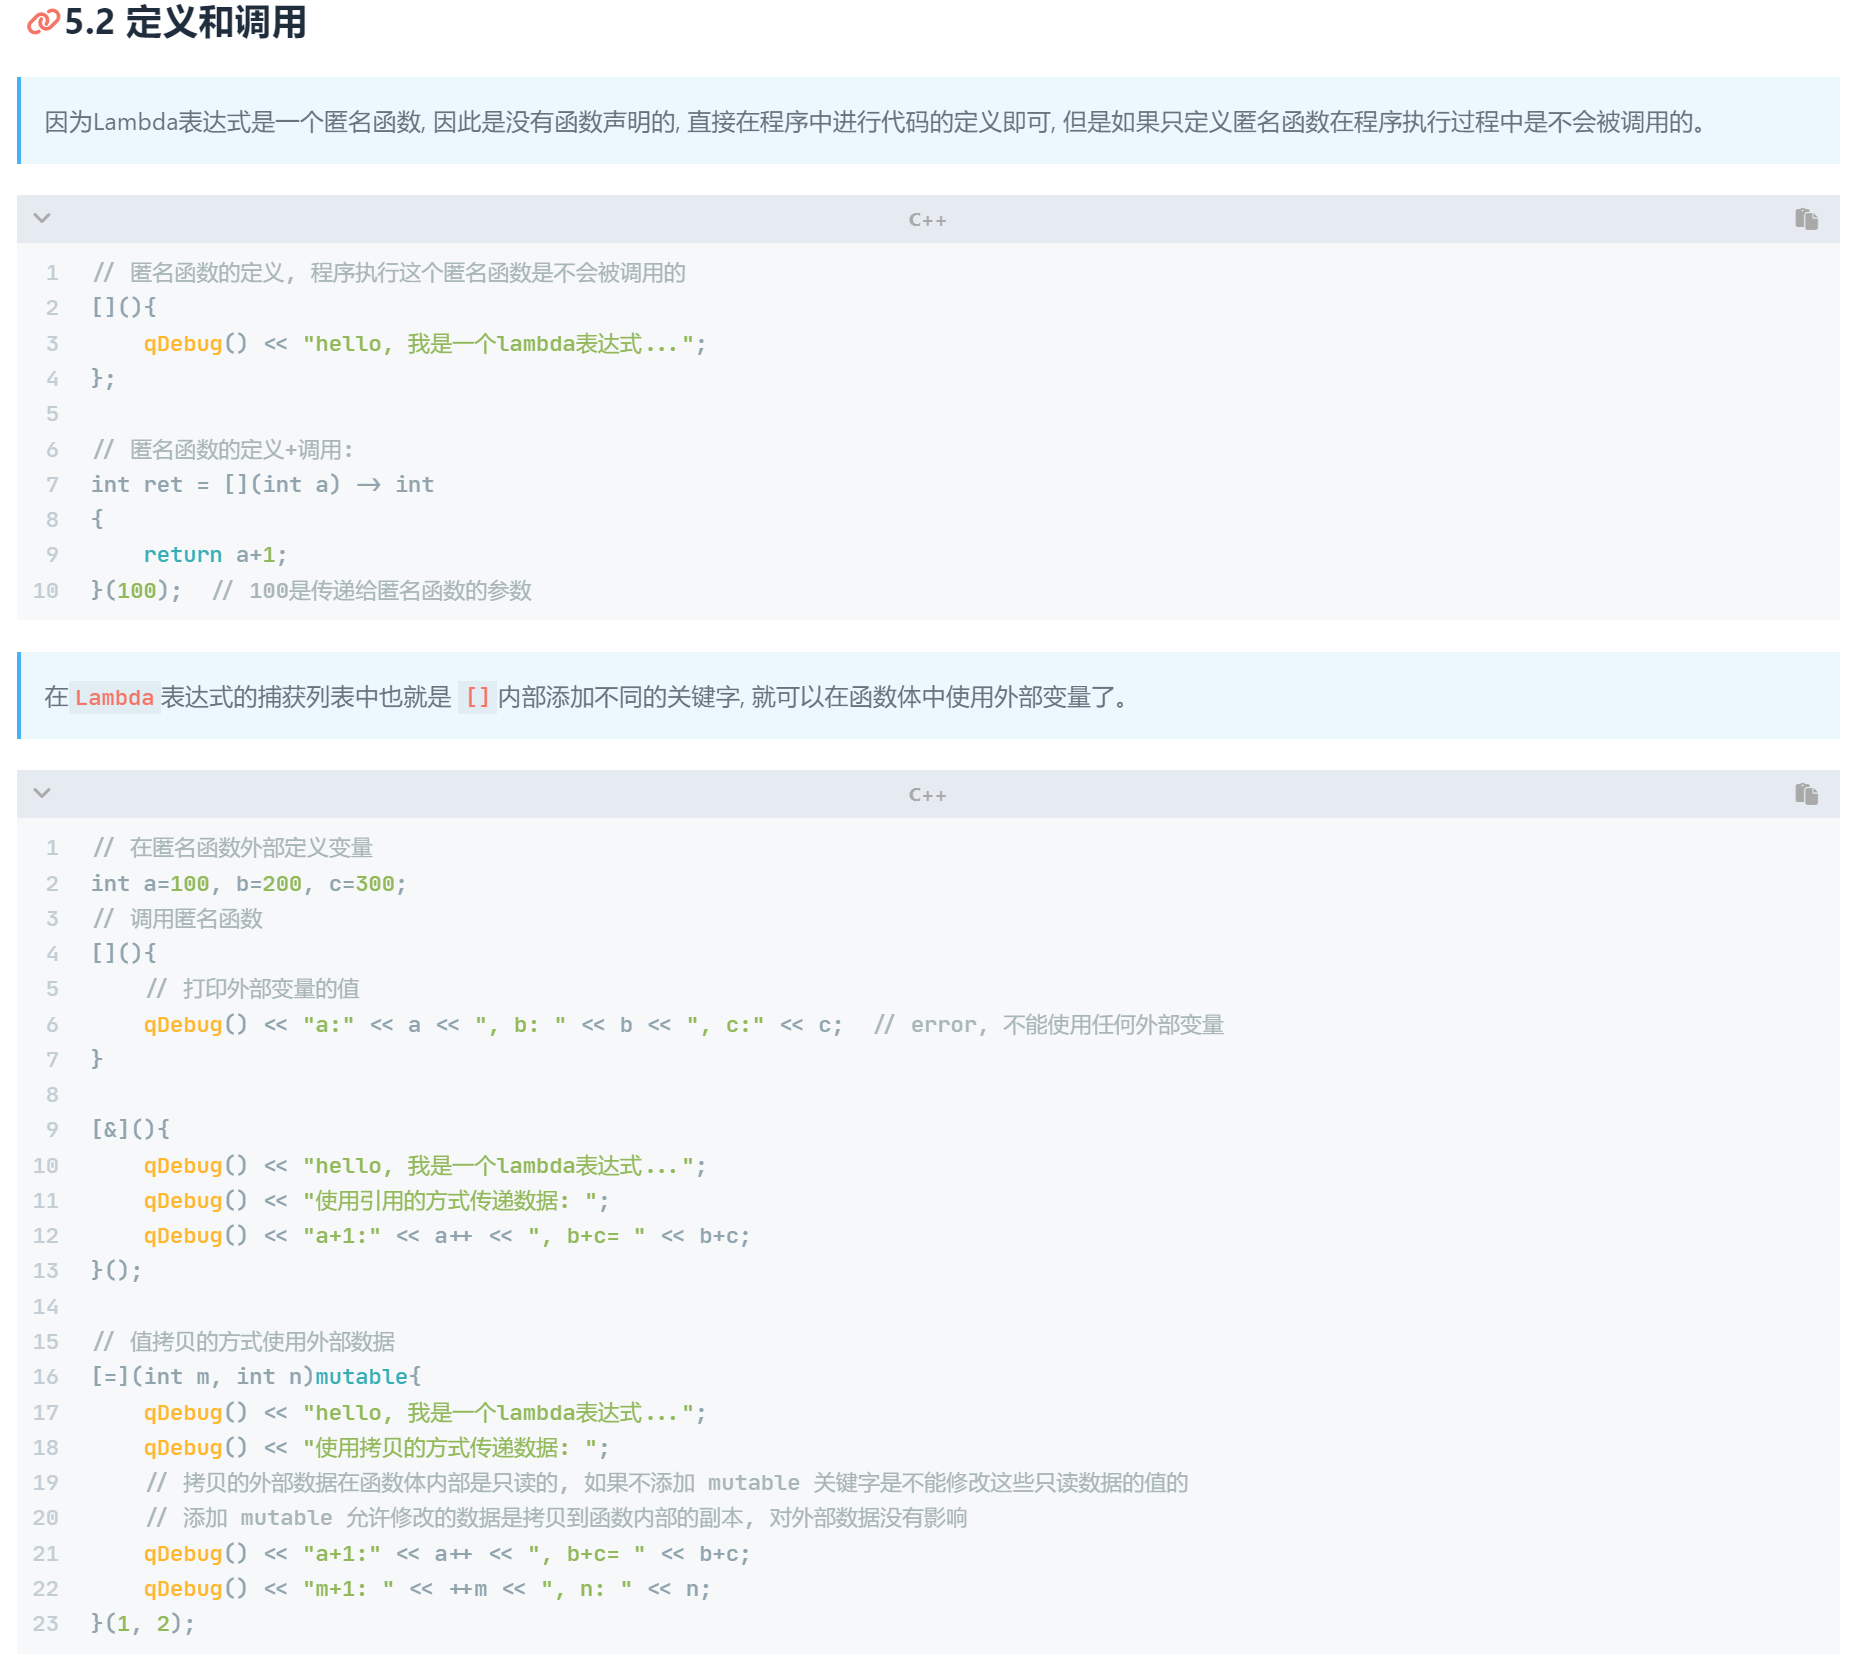 5.2 定义和调用
因为Lambda表达式是一个匿名函数, 因此是没有函数声明的, 直接在程序中进行代码的定义即可, 但是如果只定义匿名函数在程序执行过程中是不会被调用的。
C++
1 // 匿名函数的定义, 程序执行这个匿名函数是不会被调用的
2 [](){
3     qDebug() << "hello, 我是一个lambda表达式...";
4 };
5
6 // 匿名函数的定义+调用:
7 int ret = [](int a) -> int
8 {
9     return a+1;
10 }(100);  // 100是传递给匿名函数的参数
在Lambda表达式的捕获列表中也就是 []内部添加不同的关键字, 就可以在函数体中使用外部变量了。
C++
1 // 在匿名函数外部定义变量
2 int a=100, b=200, c=300;
3 // 调用匿名函数
4 [](){
5     // 打印外部变量的值
6     qDebug() << "a:" << a << ", b: " << b << ", c:" << c;  // error, 不能使用任何外部变量
7 }
8
9 [&](){
10     qDebug() << "hello, 我是一个lambda表达式...";
11     qDebug() << "使用引用的方式传递数据: ";
12     qDebug() << "a+1:" << a++ << ", b+c= " << b+c;
13 }();
14
15 // 值拷贝的方式使用外部数据
16 [=](int m, int n)mutable{
17     qDebug() << "hello, 我是一个lambda表达式...";
18     qDebug() << "使用拷贝的方式传递数据: ";
19     // 拷贝的外部数据在函数体内部是只读的, 如果不添加 mutable 关键字是不能修改这些只读数据的值的
20     // 添加 mutable 允许修改的数据是拷贝到函数内部的副本, 对外部数据没有影响
21     qDebug() << "a+1:" << a++ << ", b+c= " << b+c;
22     qDebug() << "m+1: " << ++m << ", n: " << n;
23 }(1, 2);